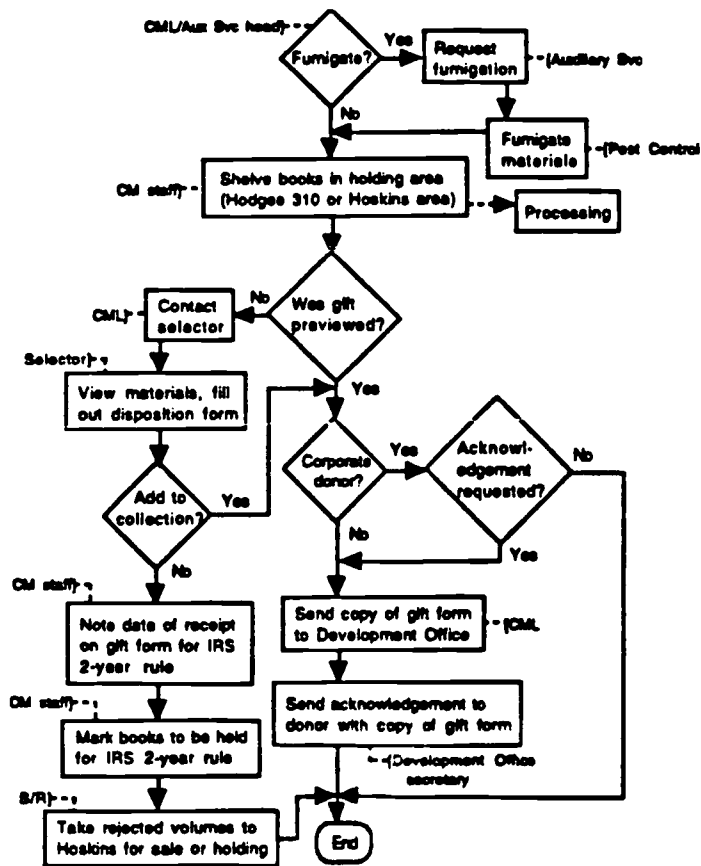 CML/Aux Svc head
Fumigate?
Yes
Request
fumigation
Auxiliary Svc
No
Fumigate
materials
Pest Control
CM staff
Shelve books in holding area
(Hodges 310 or Hoskins area)
Processing
Was gift
previewed?
No
Contact
selector
CML
Yes
Selector
View materials, fill
out disposition form
Add to
collection?
Yes
No
Corporate
donor?
Yes
Acknowl-
edgement
requested?
No
No
Yes
CM staff
Note date of receipt
on gift form for IRS
2-year rule
Send copy of gift form
to Development Office
CML
CM staff
Mark books to be held
for IRS 2-year rule
Send acknowledgement to
donor with copy of gift form
Development Office
secretary
S/R
Take rejected volumes to
Hoskins for sale or holding
End